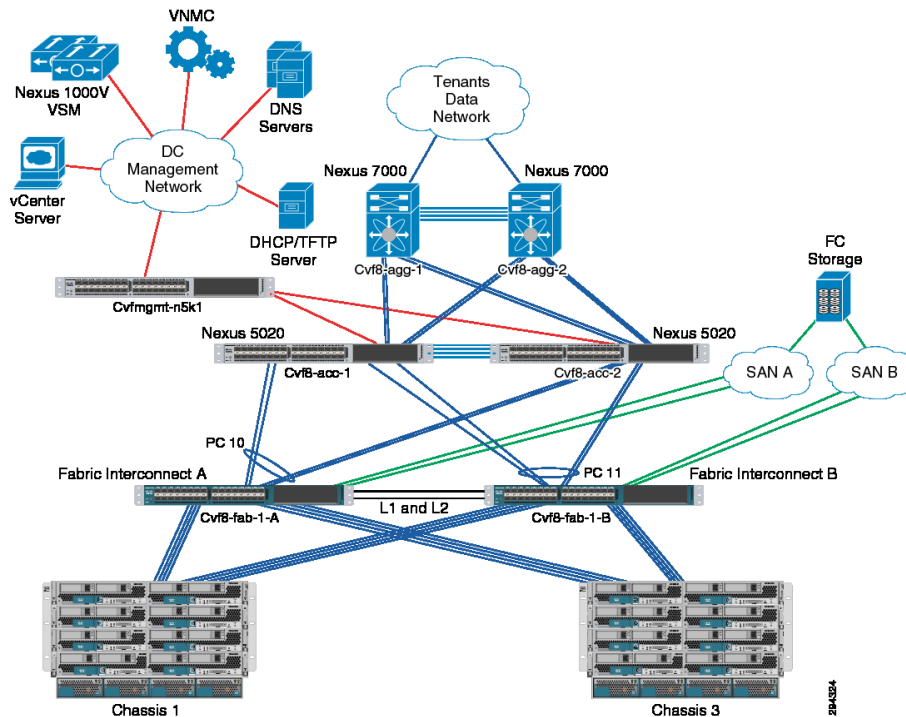 VNMC
Nexus 1000V
VSM
DNS
Servers
Tenants
Data
Network
DC
Management
Network
Nexus 7000
Nexus 7000
vCenter
Server
DHCP/TFTP
Server
Cvf8-agg-1
Cvf8-agg-2
FC
Storage
Cvfmgmt-n5k1
Nexus 5020
Nexus 5020
Cvf8-acc-1
Cvf8-acc-2
SAN A
SAN B
PC 10
PC 11
Fabric Interconnect A
Fabric Interconnect B
L1 and L2
Cvf8-fab-1-A
Cvf8-fab-1-B
Chassis 1
Chassis 3
294324